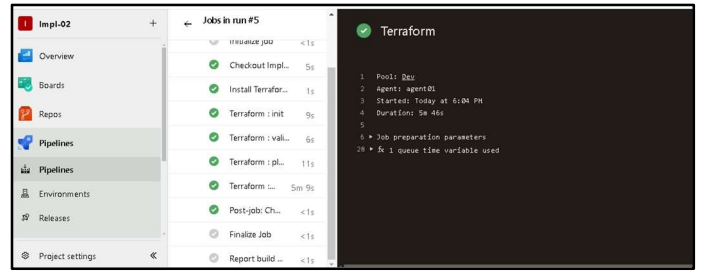 I Impl-02 +
Overview
Boards
Repos
Pipelines
Pipelines
Environments
Releases
Project settings
← Jobs in run #5
Initialize job <1s
Checkout Impl... 5s
Install Terrafor... 1s
Terraform : init 9s
Terraform : vali... 6s
Terraform : pl... 11s
Terraform :... 5m 9s
Post-job: Ch... <1s
Finalize Job <1s
Report build ... <1s
Terraform
1 Pool: Dev
2 Agent: agent01
3 Started: Today at 6:04 PM
4 Duration: 5m 46s
5
6 Job preparation parameters
28 fx 1 queue time variable used